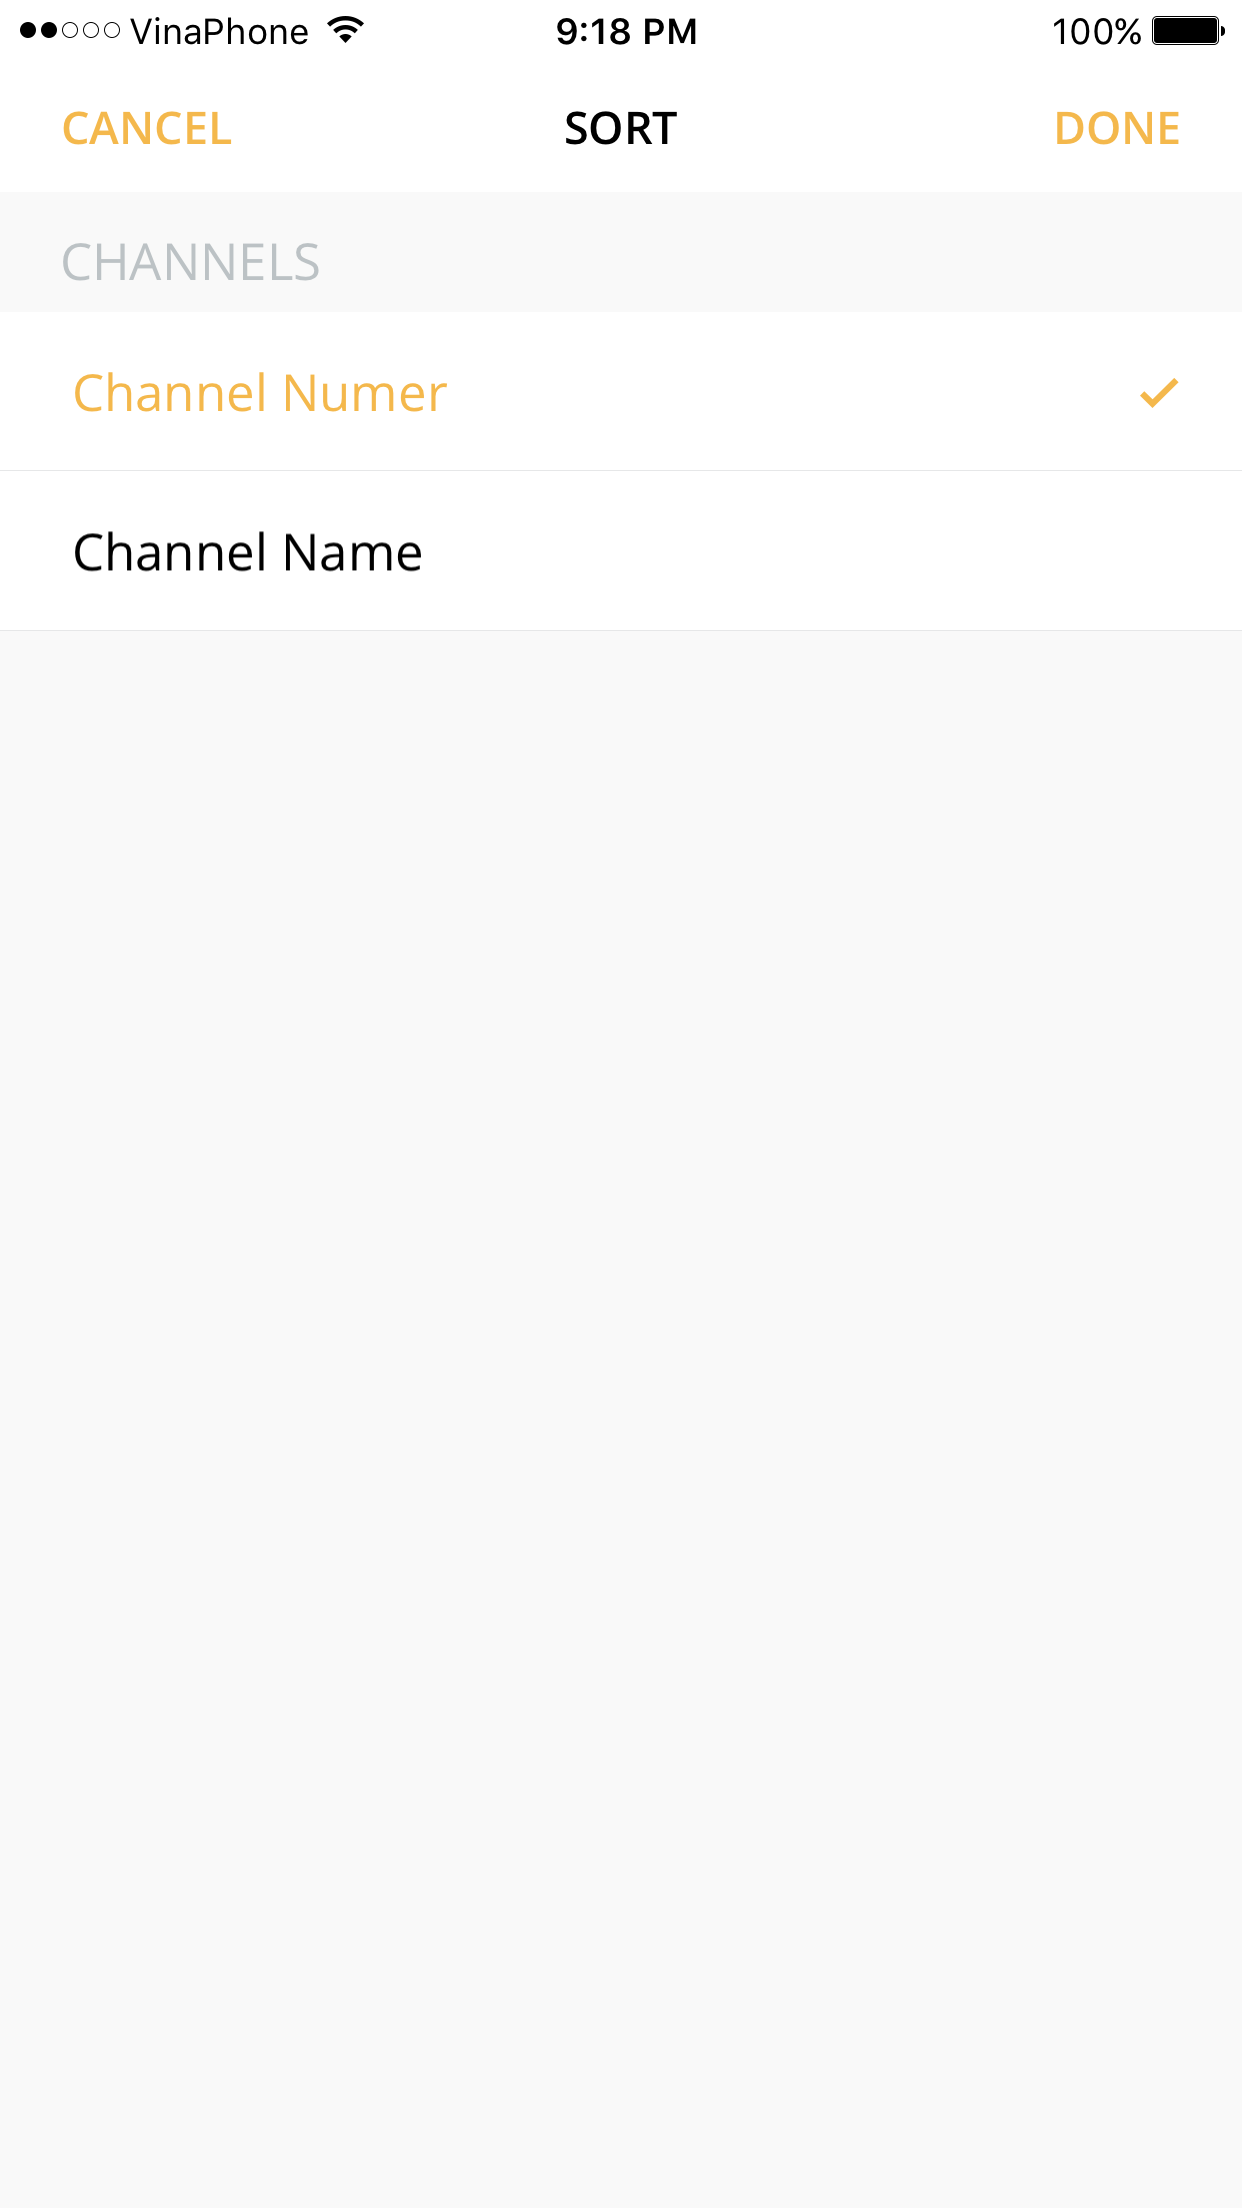 VinaPhone 9:18 PM 100%
CANCEL SORT DONE
CHANNELS
Channel Numer
Channel Name